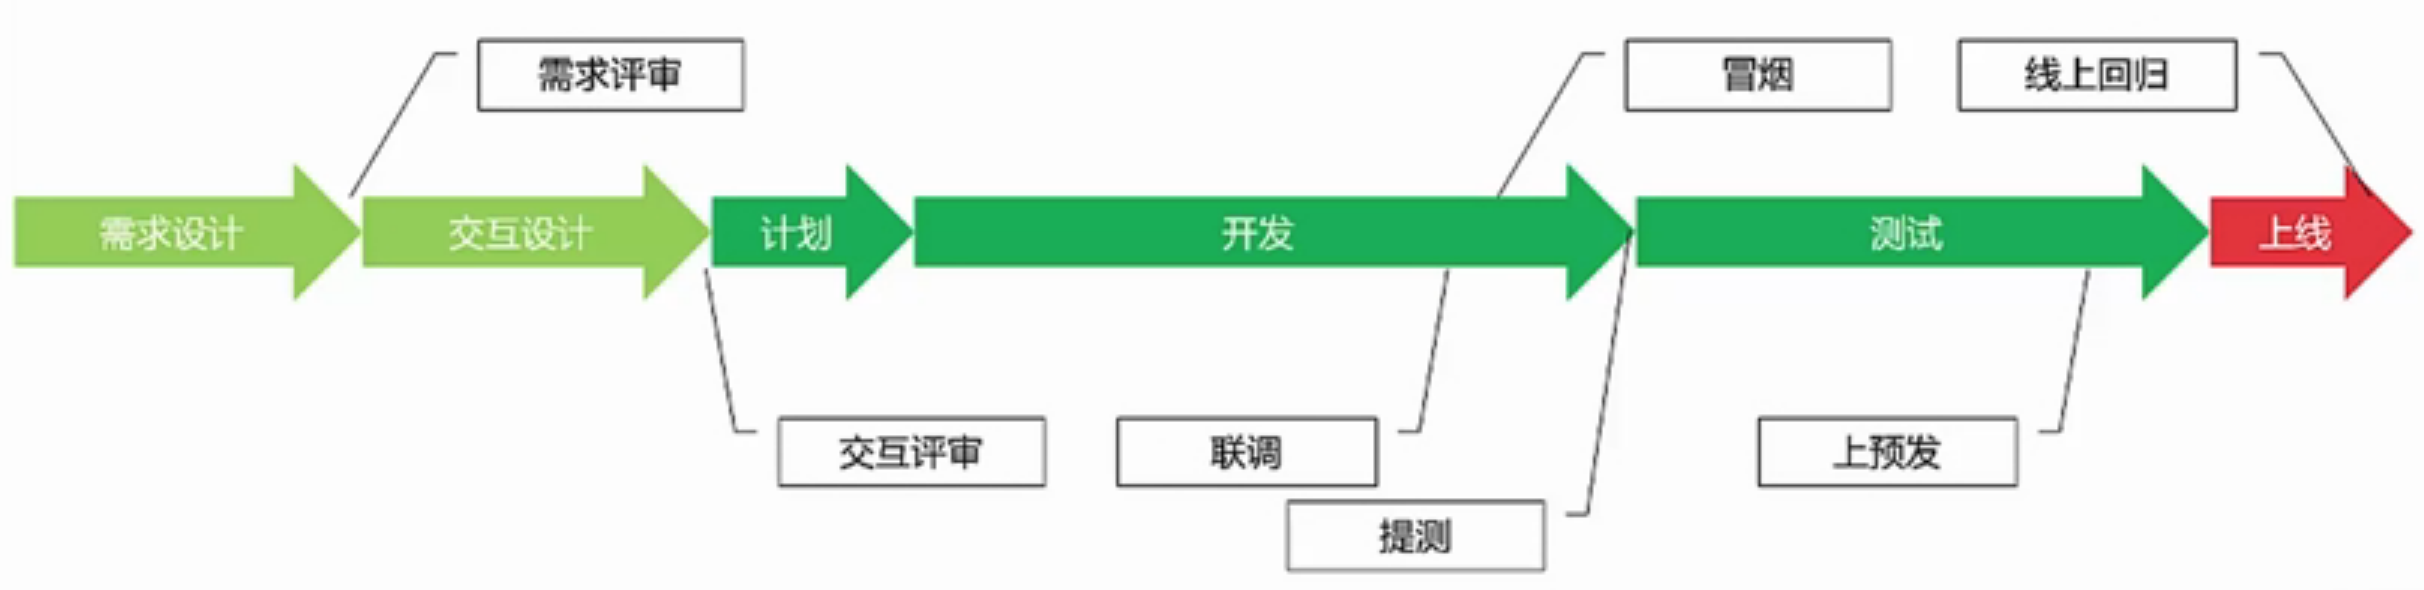 需求评审
冒烟
线上回归
需求设计
交互设计
计划
开发
测试
上线
交互评审
联调
上预发
提测